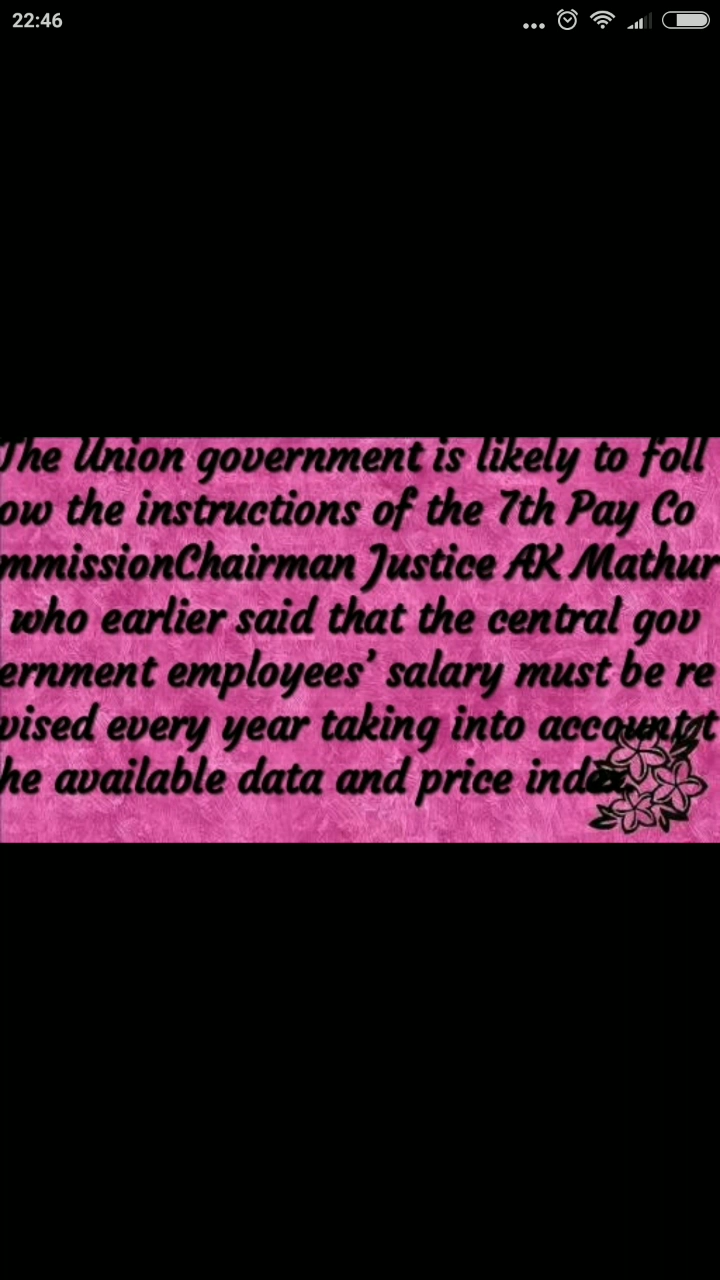 22:46
The Union government is likely to foll
ow the instructions of the 7th Pay Co
mmissionChairman Justice AK Mathur
who earlier said that the central gov
ernment employees’ salary must be re
vised every year taking into account t
he available data and price index